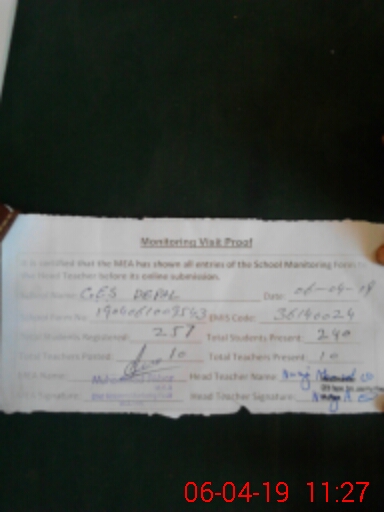 Monitoring Visit Proof
It is certified that the MEA has shown all entries of the School Monitoring Form to
the Head Teacher before its online submission.
School Name: GES DEPAL Date: 06-04-19
School Form No: EMIS Code: 36140024
Total Students Registered: 257 Total Students Present: 240
Total Teachers Posted: 10 Total Teachers Present: 10
MEA Name: Head Teacher Name:
MEA Signature: Head Teacher Signature:
06-04-19 11:27